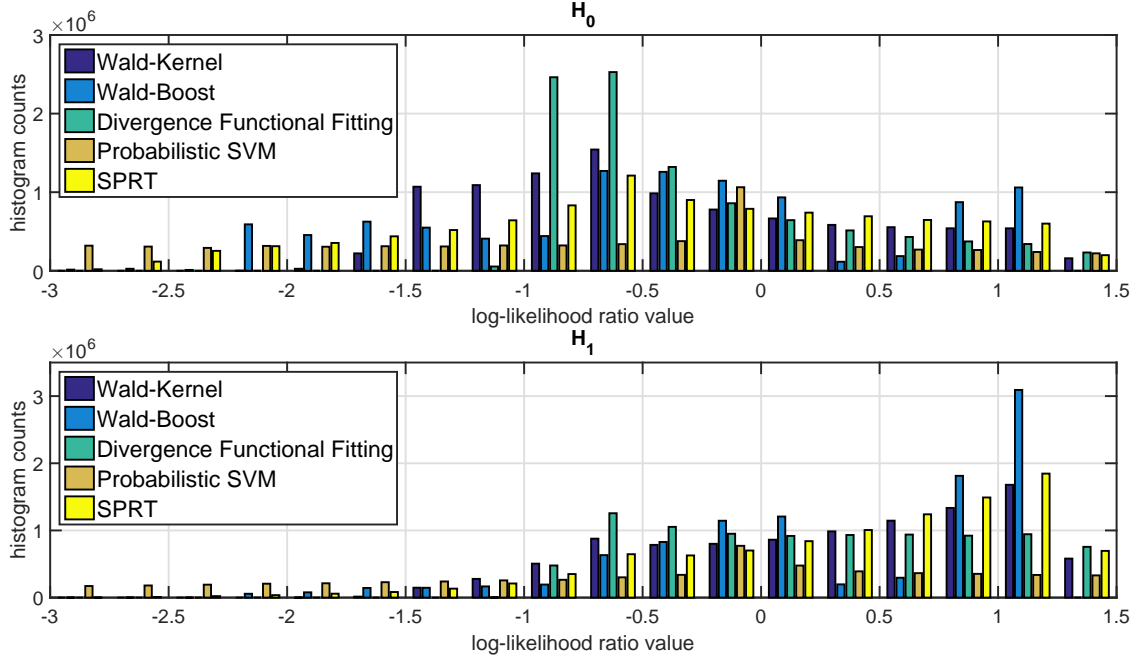 H0
×10^6
3
2
1
0
histogram counts
Wald-Kernel
Wald-Boost
Divergence Functional Fitting
Probabilistic SVM
SPRT
-3 -2.5 -2 -1.5 -1 -0.5 0 0.5 1 1.5
log-likelihood ratio value
H1
×10^6
3
2
1
0
histogram counts
Wald-Kernel
Wald-Boost
Divergence Functional Fitting
Probabilistic SVM
SPRT
-3 -2.5 -2 -1.5 -1 -0.5 0 0.5 1 1.5
log-likelihood ratio value